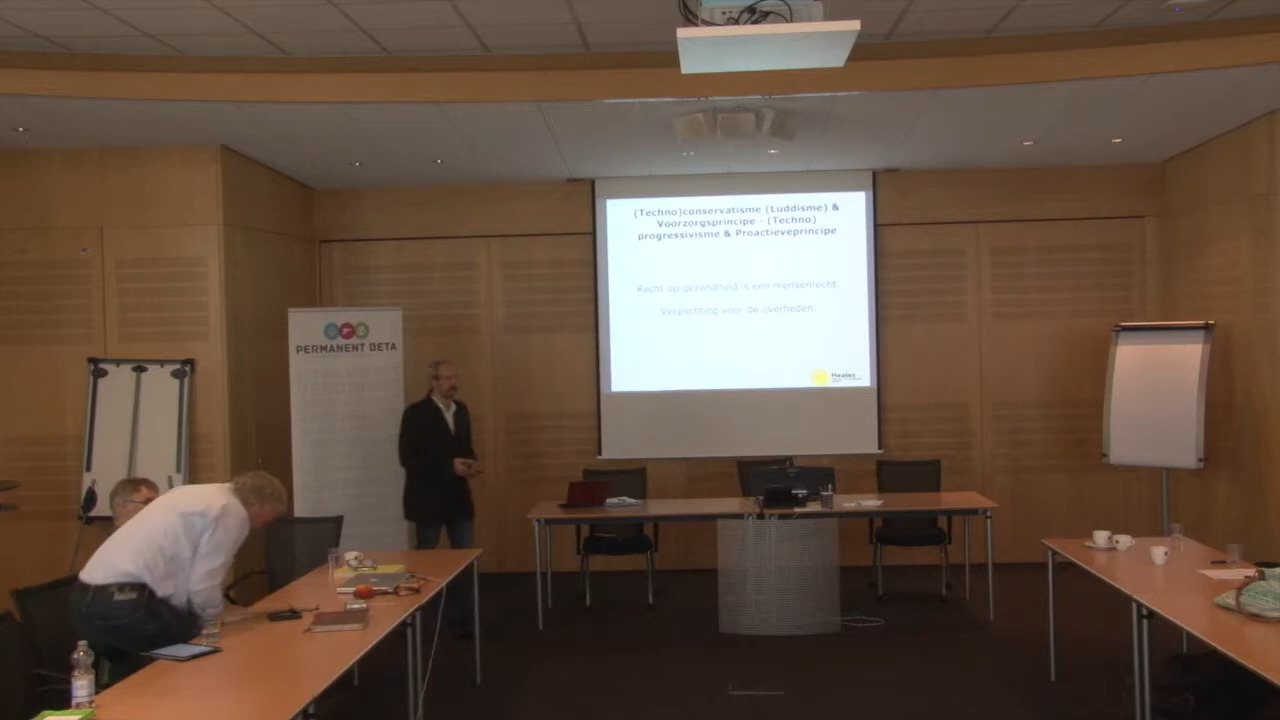 (Techno)conservatisme (Luddisme) &
Voorzorgsprincipe - (Techno)
progressivisme & Proactieveprincipe
Recht op gezondheid is een mensenrecht.
Verplichting voor de overheden.
Heales
PERMANENT BETA